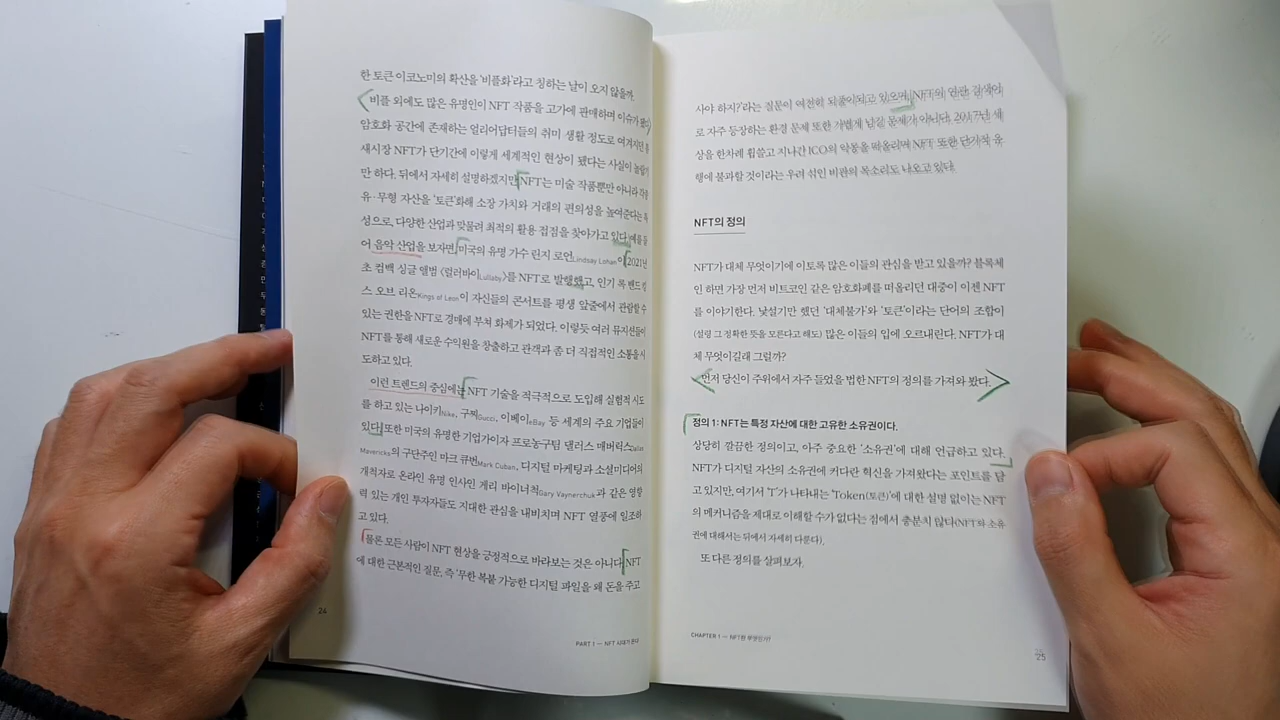 한 토큰 이코노미의 확산을 '비플화'라고 칭하는 날이 오지 않을까.
비플 외에도 많은 유명인이 NFT 작품을 고가에 판매하며 이슈가 됐다
암호화 공간에 존재하는 얼리어답터들의 취미 생활 정도로 여겨지던
새시장 NFT가 단기간에 이렇게 세계적인 현상이 됐다는 사실이 놀랍기
만 하다. 뒤에서 자세히 설명하겠지만 NFT는 미술 작품뿐만 아니라 각종
유·무형 자산을 '토큰'화해 소장 가치와 거래의 편의성을 높여준다는 특
성으로, 다양한 산업과 맞물려 최적의 활용 접점을 찾아가고 있다. 예를 들
어 음악 산업을 보자면, 미국의 유명 가수 린지 로언Lindsay Lohan이 2021년
초 컴백 싱글 앨범 〈럴러바이Lullaby〉를 NFT로 발행했고, 인기 록 밴드 킹
스 오브 리온Kings of Leon이 자신들의 콘서트를 평생 앞줄에서 관람할 수
있는 권한을 NFT로 경매에 부쳐 화제가 되었다. 이렇듯 여러 뮤지션들이
NFT를 통해 새로운 수익원을 창출하고 관객과 좀 더 직접적인 소통을 시
도하고 있다.
이런 트렌드의 중심에는 NFT 기술을 적극적으로 도입해 실험적 시도
를 하고 있는 나이키Nike, 구찌Gucci, 이베이eBay 등 세계의 주요 기업들이
있다. 또한 미국의 유명한 기업가이자 프로농구팀 댈러스 매버릭스Dallas
Mavericks의 구단주인 마크 큐번Mark Cuban, 디지털 마케팅과 소셜미디어의
개척자로 온라인 유명 인사인 게리 바이너척Gary Vaynerchuk과 같은 영향
력 있는 개인 투자자들도 지대한 관심을 내비치며 NFT 열풍에 일조하
고 있다.
물론 모든 사람이 NFT 현상을 긍정적으로 바라보는 것은 아니다. NFT
에 대한 근본적인 질문, 즉 '무한 복붙 가능한 디지털 파일을 왜 돈을 주고
24
PART 1 — NFT 시대가 온다
사야 하지?'라는 질문이 여전히 되풀이되고 있으며, NFT와 연관 검색어
로 자주 등장하는 환경 문제 또한 가볍게 넘길 문제가 아니다. 2017년 세
상을 한차례 휩쓸고 지나간 ICO의 악몽을 떠올리며 NFT 또한 단기적 유
행에 불과할 것이라는 우려 섞인 비판의 목소리도 나오고 있다.
NFT의 정의
NFT가 대체 무엇이기에 이토록 많은 이들의 관심을 받고 있을까? 블록체
인 하면 가장 먼저 비트코인 같은 암호화폐를 떠올리던 대중이 이젠 NFT
를 이야기한다. 낯설기만 했던 '대체불가'와 '토큰'이라는 단어의 조합이
(설령 그 정확한 뜻을 모른다고 해도) 많은 이들의 입에 오르내린다. NFT가 대
체 무엇이길래 그럴까?
먼저 당신이 주위에서 자주 들었을 법한 NFT의 정의를 가져와 봤다.
정의 1: NFT는 특정 자산에 대한 고유한 소유권이다.
상당히 깔끔한 정의이고, 아주 중요한 '소유권'에 대해 언급하고 있다.
NFT가 디지털 자산의 소유권에 커다란 혁신을 가져왔다는 포인트를 담
고 있지만, 여기서 'T'가 나타내는 'Token(토큰)'에 대한 설명 없이는 NFT
의 메커니즘을 제대로 이해할 수가 없다는 점에서 충분치 않다(NFT와 소유
권에 대해서는 뒤에서 자세히 다룬다).
또 다른 정의를 살펴보자.
CHAPTER 1 — NFT란 무엇인가?
25